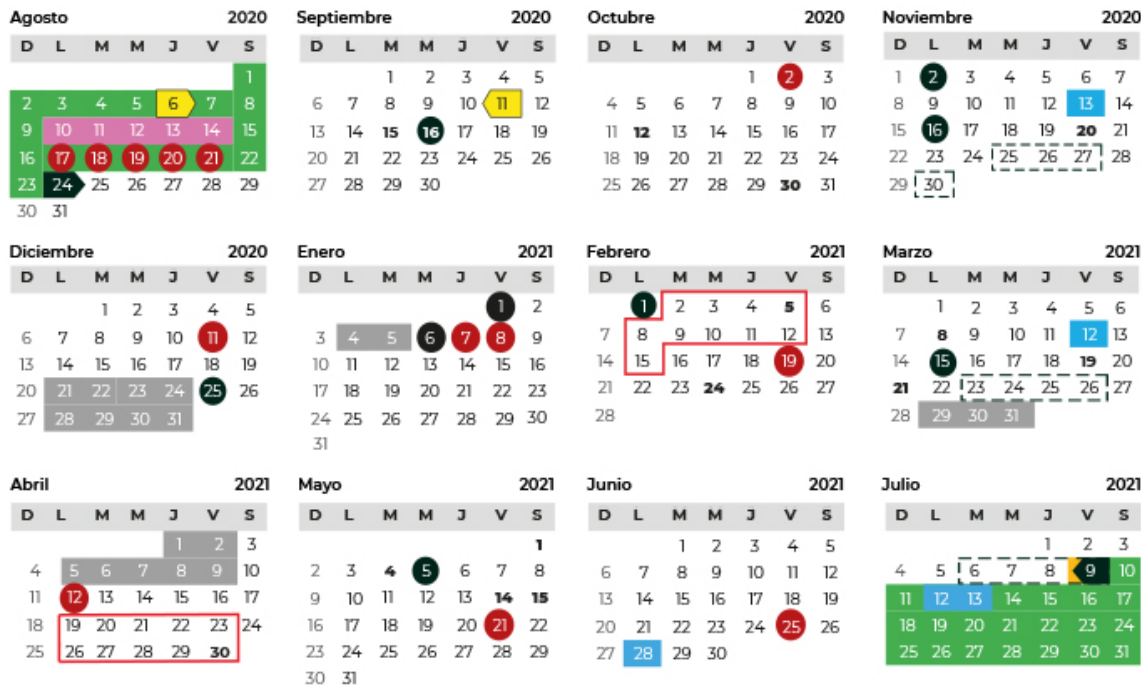 Agosto 2020
D L M M J V S
1
2 3 4 5 6 7 8
9 10 11 12 13 14 15
16 17 18 19 20 21 22
23 24 25 26 27 28 29
30 31
Septiembre 2020
D L M M J V S
1 2 3 4 5
6 7 8 9 10 11 12
13 14 15 16 17 18 19
20 21 22 23 24 25 26
27 28 29 30
Octubre 2020
D L M M J V S
1 2 3
4 5 6 7 8 9 10
11 12 13 14 15 16 17
18 19 20 21 22 23 24
25 26 27 28 29 30 31
Noviembre 2020
D L M M J V S
1 2 3 4 5 6 7
8 9 10 11 12 13 14
15 16 17 18 19 20 21
22 23 24 25 26 27 28
29 30
Diciembre 2020
D L M M J V S
1 2 3 4 5
6 7 8 9 10 11 12
13 14 15 16 17 18 19
20 21 22 23 24 25 26
27 28 29 30 31
Enero 2021
D L M M J V S
1 2
3 4 5 6 7 8 9
10 11 12 13 14 15 16
17 18 19 20 21 22 23
24 25 26 27 28 29 30
31
Febrero 2021
D L M M J V S
1 2 3 4 5 6
7 8 9 10 11 12 13
14 15 16 17 18 19 20
21 22 23 24 25 26 27
28
Marzo 2021
D L M M J V S
1 2 3 4 5 6
7 8 9 10 11 12 13
14 15 16 17 18 19 20
21 22 23 24 25 26 27
28 29 30 31
Abril 2021
D L M M J V S
1 2 3
4 5 6 7 8 9 10
11 12 13 14 15 16 17
18 19 20 21 22 23 24
25 26 27 28 29 30
Mayo 2021
D L M M J V S
1
2 3 4 5 6 7 8
9 10 11 12 13 14 15
16 17 18 19 20 21 22
23 24 25 26 27 28 29
30 31
Junio 2021
D L M M J V S
1 2 3 4 5
6 7 8 9 10 11 12
13 14 15 16 17 18 19
20 21 22 23 24 25 26
27 28 29 30
Julio 2021
D L M M J V S
1 2 3
4 5 6 7 8 9 10
11 12 13 14 15 16 17
18 19 20 21 22 23 24
25 26 27 28 29 30 31